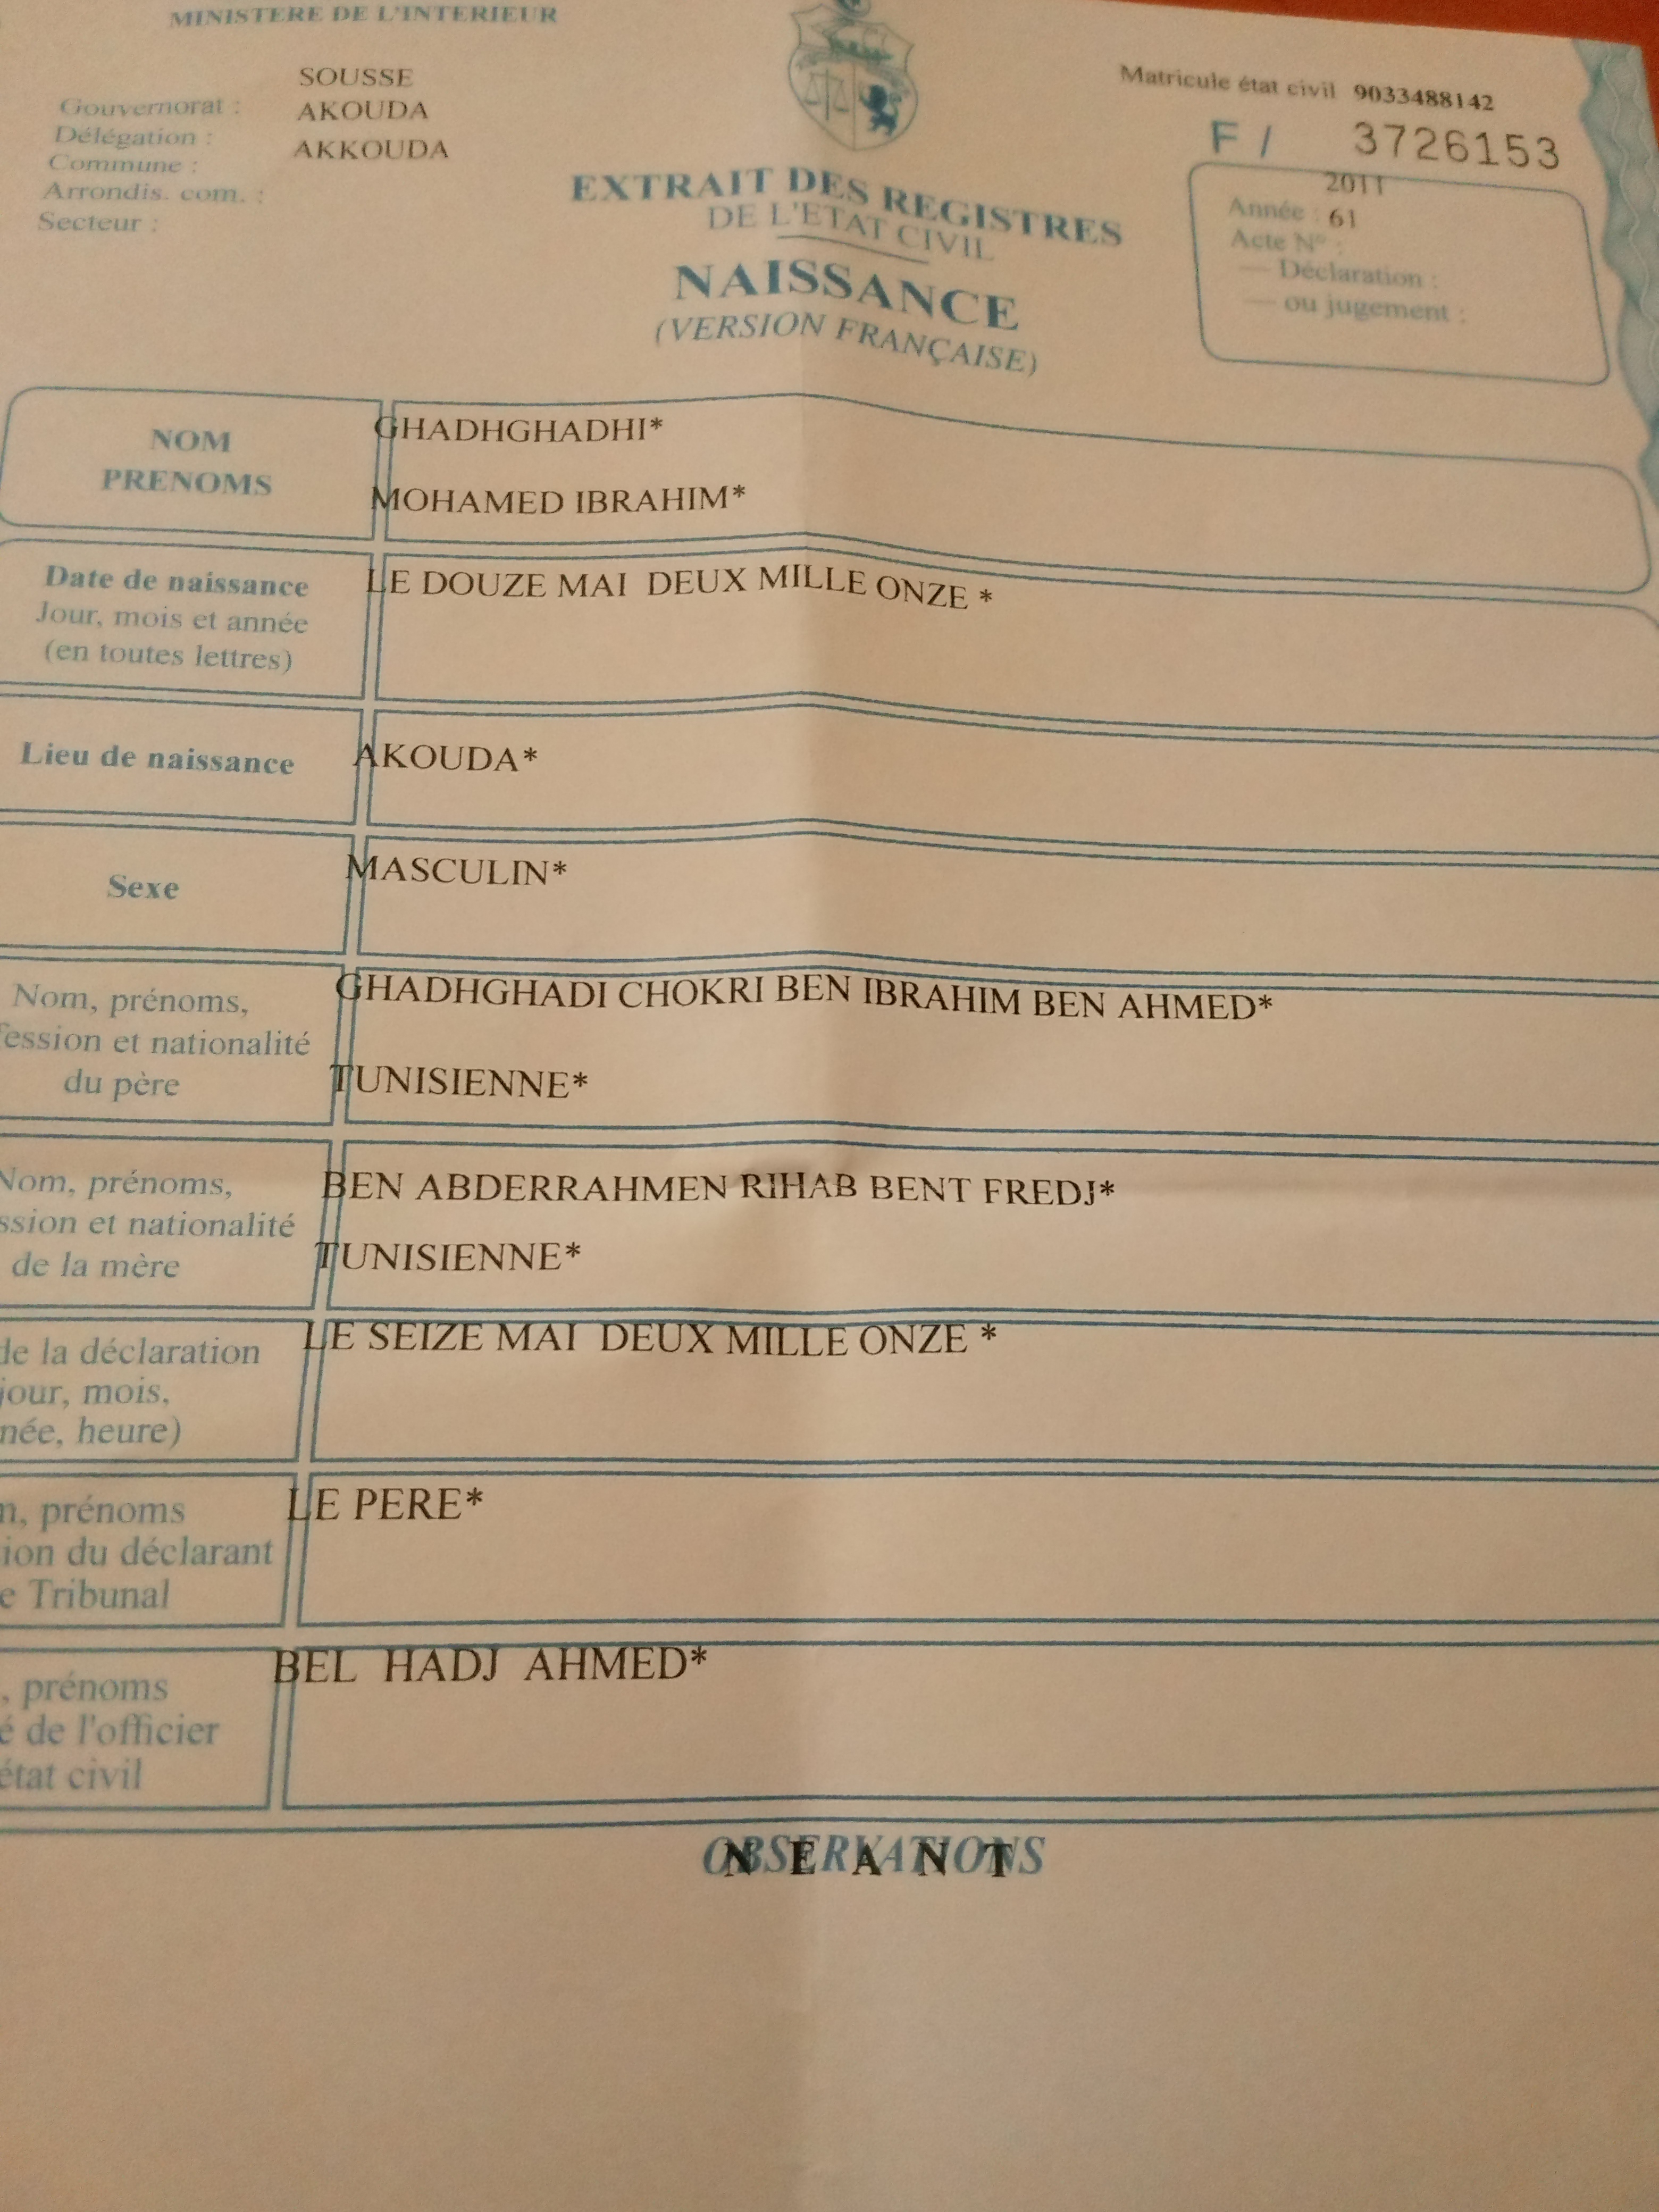 MINISTERE DE L'INTERIEUR
SOUSSE
Gouvernorat :
AKOUDA
Délégation :
AKKOUDA
Commune :
Arrondis. com. :
Secteur :
Matricule état civil 9033488142
F / 3726153
2011
Année :
61
Acte N° :
— Déclaration :
— ou jugement :
EXTRAIT DES REGISTRES
DE L'ETAT CIVIL
NAISSANCE
(VERSION FRANÇAISE)
NOM
PRENOMS
GHADHGHADHI*
MOHAMED IBRAHIM*
Date de naissance
Jour, mois et année
(en toutes lettres)
LE DOUZE MAI DEUX MILLE ONZE *
Lieu de naissance
AKOUDA*
Sexe
MASCULIN*
Nom, prénoms,
fession et nationalité
du père
GHADHGHADI CHOKRI BEN IBRAHIM BEN AHMED*
TUNISIENNE*
Nom, prénoms,
ssion et nationalité
de la mère
BEN ABDERRAHMEN RIHAB BENT FREDJ*
TUNISIENNE*
de la déclaration
jour, mois,
née, heure)
LE SEIZE MAI DEUX MILLE ONZE *
n, prénoms
ion du déclarant
e Tribunal
LE PERE*
, prénoms
é de l'officier
état civil
BEL HADJ AHMED*
OBSERVATIONS
N E A N T